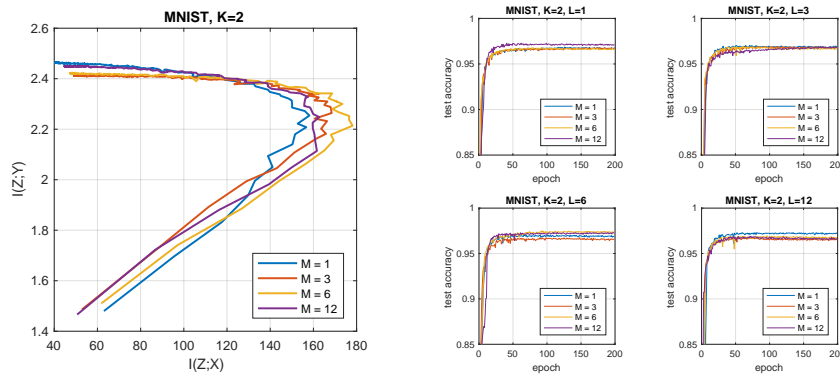 MNIST, K=2
I(Z;Y)
2.6
2.4
2.2
2
1.8
1.6
1.4
40 60 80 100 120 140 160 180
I(Z;X)
M = 1
M = 3
M = 6
M = 12
MNIST, K=2, L=1
test accuracy
1
0.95
0.9
0.85
0 50 100 150 200
epoch
M = 1
M = 3
M = 6
M = 12
MNIST, K=2, L=3
test accuracy
1
0.95
0.9
0.85
0 50 100 150 200
epoch
M = 1
M = 3
M = 6
M = 12
MNIST, K=2, L=6
test accuracy
1
0.95
0.9
0.85
0 50 100 150 200
epoch
M = 1
M = 3
M = 6
M = 12
MNIST, K=2, L=12
test accuracy
1
0.95
0.9
0.85
0 50 100 150 200
epoch
M = 1
M = 3
M = 6
M = 12